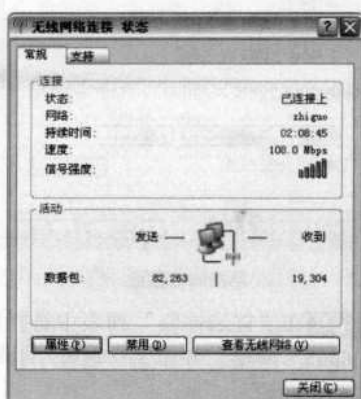 无线网络连接 状态
常规 支持
连接
状态: 已连接上
网络: zhiguo
持续时间: 02:08:45
速度: 108.0 Mbps
信号强度:
活动
发送 — — 收到
数据包: 82,263 | 19,304
属性(P) 禁用(D) 查看无线网络(V)
关闭(C)